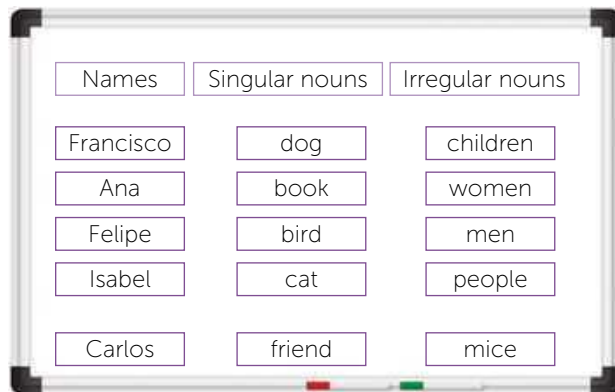 Names Singular nouns Irregular nouns
Francisco dog children
Ana book women
Felipe bird men
Isabel cat people
Carlos friend mice